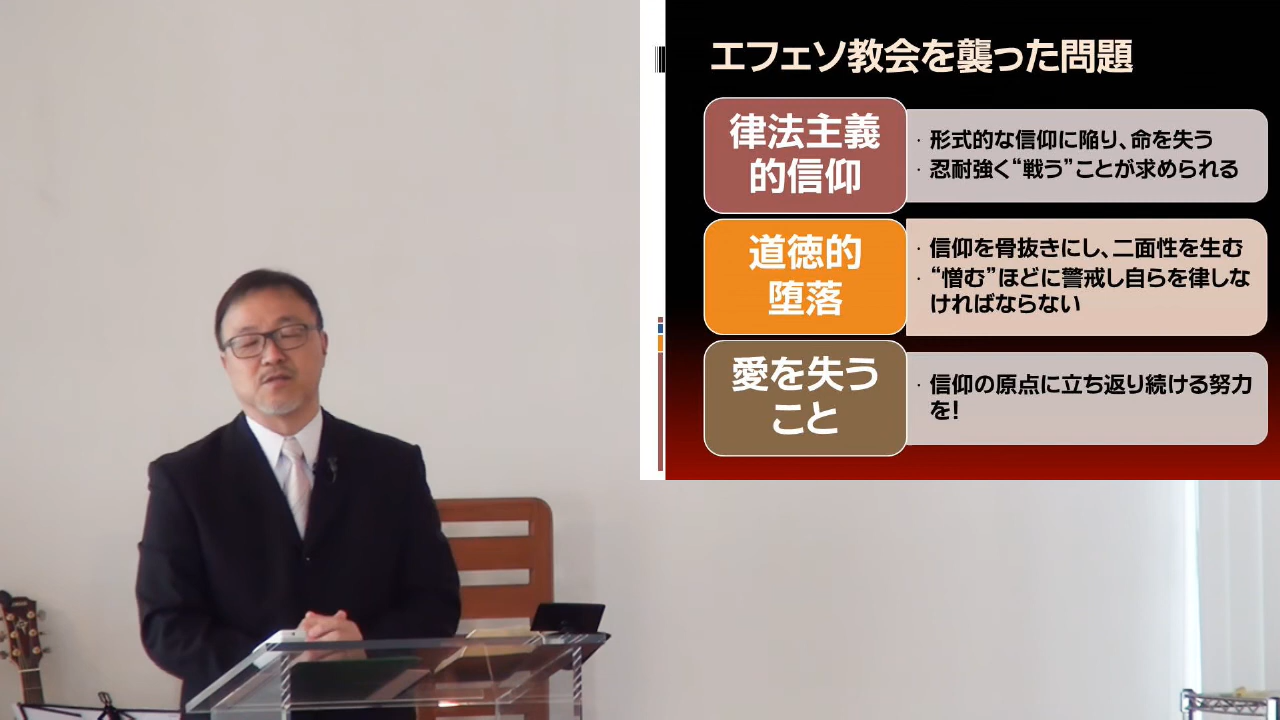 エフェソ教会を襲った問題
律法主義
的信仰
・形式的な信仰に陥り、命を失う
・忍耐強く“戦う”ことが求められる
道徳的
堕落
・信仰を骨抜きにし、二面性を生む
・“憎む”ほどに警戒し自らを律しな
ければならない
愛を失う
こと
・信仰の原点に立ち返り続ける努力
を!